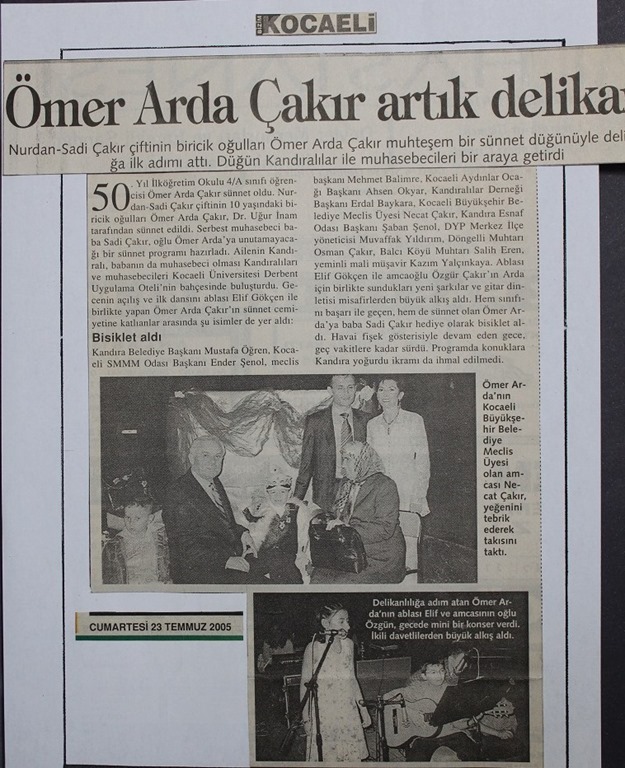 BİZİM KOCAELİ
Ömer Arda Çakır artık delika
Nurdan-Sadi Çakır çiftinin biricik oğulları Ömer Arda Çakır muhteşem bir sünnet düğünüyle deli
ğa ilk adımı attı. Düğün Kandıralılar ile muhasebecileri bir araya getirdi
50. Yıl İlköğretim Okulu 4/A sınıfı öğren-
cisi Ömer Arda Çakır sünnet oldu. Nur-
dan-Sadi Çakır çiftinin 10 yaşındaki bi-
ricik oğulları Ömer Arda Çakır, Dr. Uğur İnam
tarafından sünnet edildi. Serbest muhasebeci ba-
ba Sadi Çakır, oğlu Ömer Arda'ya unutamayaca-
ğı bir sünnet programı hazırladı. Ailenin Kandı-
ralı, babanın da muhasebeci olması Kandıralıları
ve muhasebecileri Kocaeli Üniversitesi Derbent
Uygulama Oteli'nin bahçesinde buluşturdu. Ge-
cenin açılış ve ilk dansını ablası Elif Gökçen ile
birlikte yapan Ömer Arda Çakır'ın sünnet cemi-
yetine katılanlar arasında şu isimler de yer aldı:
Bisiklet aldı
Kandıra Belediye Başkanı Mustafa Öğren, Koca-
eli SMMM Odası Başkanı Ender Şenol, meclis
başkanı Mehmet Balimre, Kocaeli Aydınlar Oca-
ğı Başkanı Ahsen Okyar, Kandıralılar Derneği
Başkanı Erdal Baykara, Kocaeli Büyükşehir Be-
lediye Meclis Üyesi Necat Çakır, Kandıra Esnaf
Odası Başkanı Şaban Şenol, DYP Merkez İlçe
yöneticisi Muvaffak Yıldırım, Döngelli Muhtarı
Osman Çakır, Balcı Köyü Muhtarı Salih Eren,
yeminli mali müşavir Kazım Yalçınkaya. Ablası
Elif Gökçen ile amcaoğlu Özgür Çakır'ın Arda
için birlikte sundukları yeni şarkılar ve gitar din-
letisi misafirlerden büyük alkış aldı. Hem sınıfı-
nı başarı ile geçen, hem de sünnet olan Ömer Ar-
da'ya baba Sadi Çakır hediye olarak bisiklet al-
dı. Havai fişek gösterisiyle devam eden gece,
geç vakitlere kadar sürdü. Programda konuklara
Kandıra yoğurdu ikramı da ihmal edilmedi.
Ömer Ar-
da'nın
Kocaeli
Büyükşe-
hir Bele-
diye
Meclis
Üyesi
olan am-
cası Ne-
cat Çakır,
yeğenini
tebrik
ederek
takısını
taktı.
CUMARTESİ 23 TEMMUZ 2005
Delikanlılığa adım atan Ömer Ar-
da'nın ablası Elif ve amcasının oğlu
Özgün, gecede mini bir konser verdi.
İkili davetlilerden büyük alkış aldı.